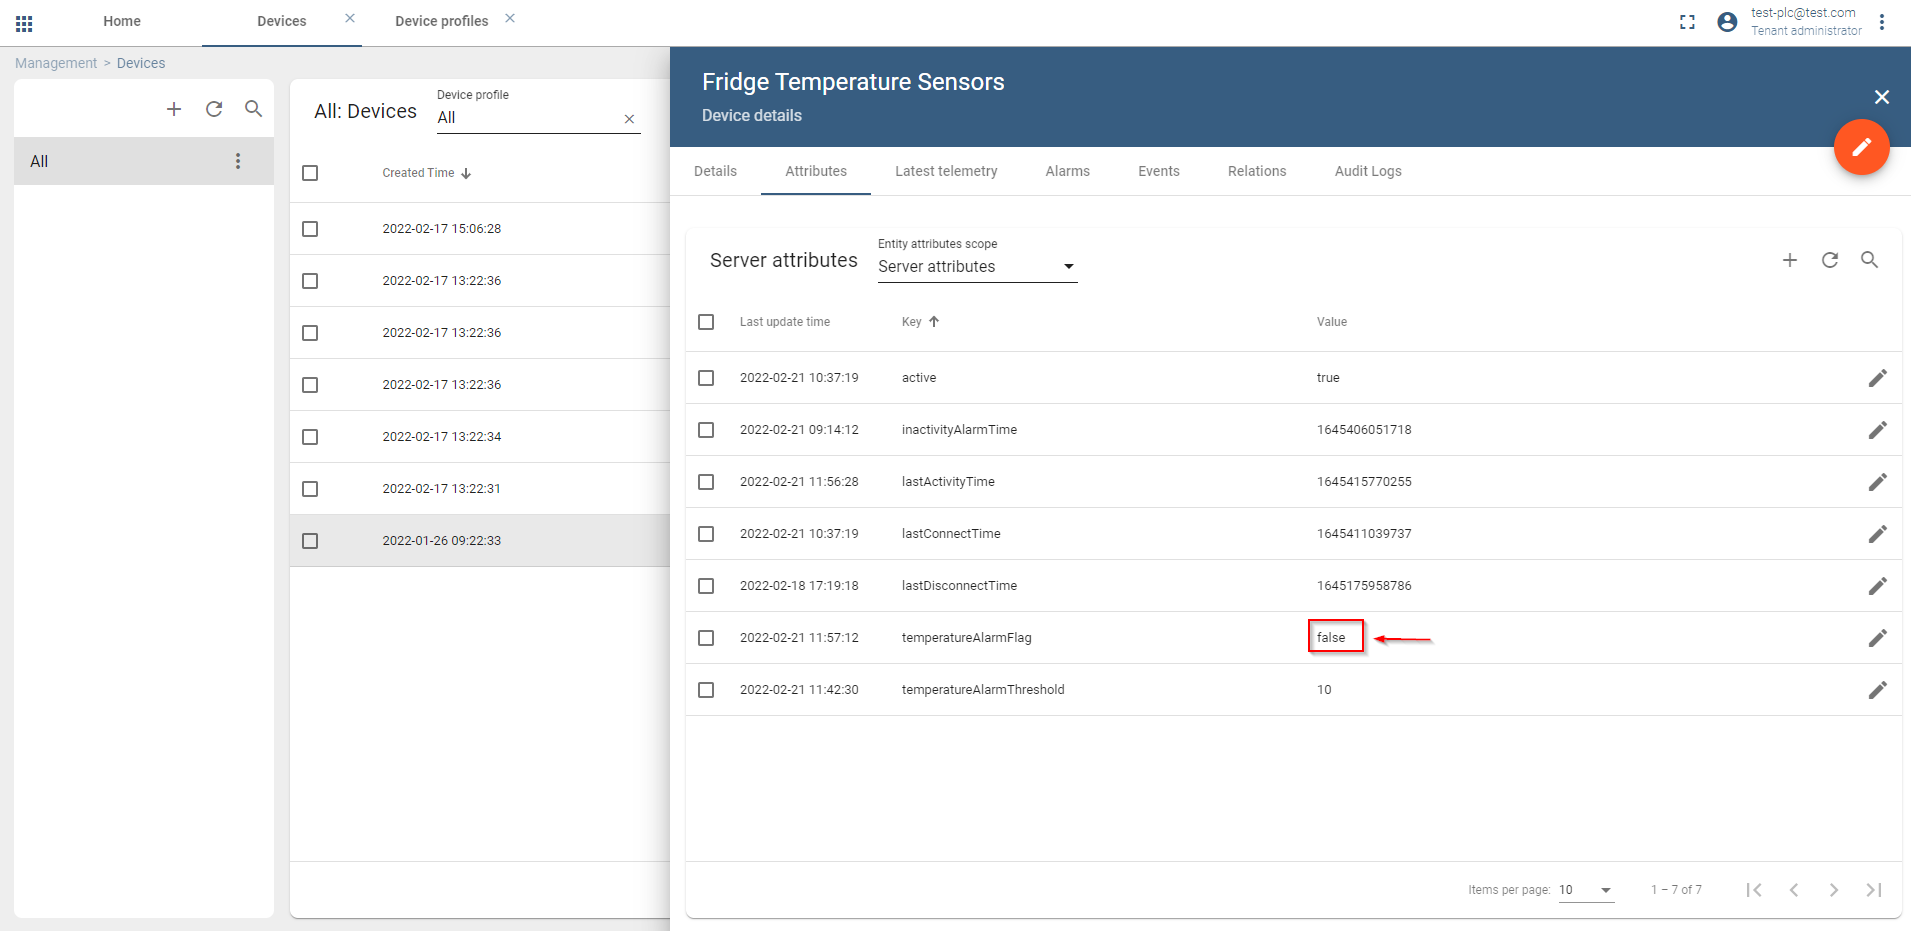 Home
Devices
Device profiles
test-plc@test.com
Tenant administrator
Management > Devices
All
All: Devices
Device profile
All
Created Time
2022-02-17 15:06:28
2022-02-17 13:22:36
2022-02-17 13:22:36
2022-02-17 13:22:36
2022-02-17 13:22:34
2022-02-17 13:22:31
2022-01-26 09:22:33
Fridge Temperature Sensors
Device details
Details Attributes Latest telemetry Alarms Events Relations Audit Logs
Server attributes
Entity attributes scope
Server attributes
Last update time Key Value
2022-02-21 10:37:19 active true
2022-02-21 09:14:12 inactivityAlarmTime 1645406051718
2022-02-21 11:56:28 lastActivityTime 1645415770255
2022-02-21 10:37:19 lastConnectTime 1645411039737
2022-02-18 17:19:18 lastDisconnectTime 1645175958786
2022-02-21 11:57:12 temperatureAlarmFlag false
2022-02-21 11:42:30 temperatureAlarmThreshold 10
Items per page: 10 1 – 7 of 7